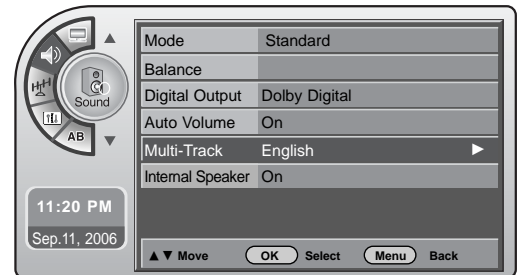 Mode Standard
Balance
Digital Output Dolby Digital
Auto Volume On
Multi-Track English ►
Internal Speaker On
▲ ▼ Move OK Select Menu Back
Sound
AB
11:20 PM
Sep.11, 2006